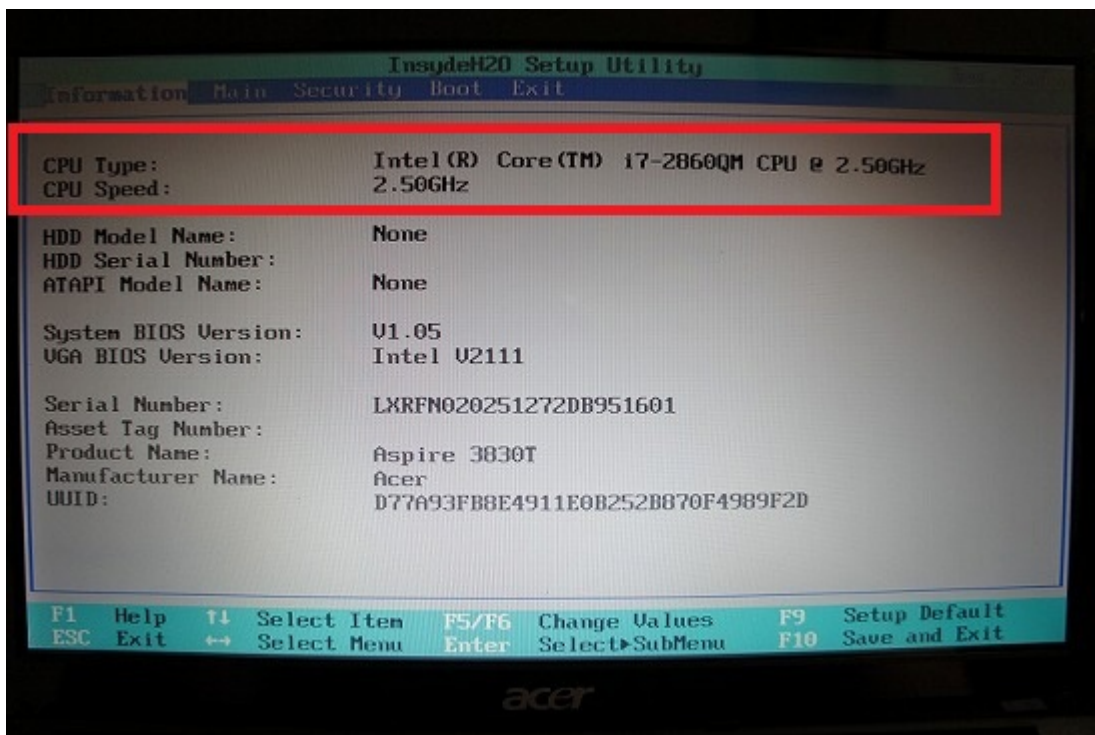 InsydeH20 Setup Utility
Information Main Security Boot Exit
CPU Type: Intel(R) Core(TM) i7-2860QM CPU @ 2.50GHz
CPU Speed: 2.50GHz
HDD Model Name: None
HDD Serial Number:
ATAPI Model Name: None
System BIOS Version: V1.05
VGA BIOS Version: Intel V2111
Serial Number: LXRFN020251272DB951601
Asset Tag Number:
Product Name: Aspire 3830T
Manufacturer Name: Acer
UUID: D77A93FB8E4911E0B252B870F4989F2D
F1 Help ↑↓ Select Item F5/F6 Change Values F9 Setup Default
ESC Exit ↔ Select Menu Enter Select▶SubMenu F10 Save and Exit
acer